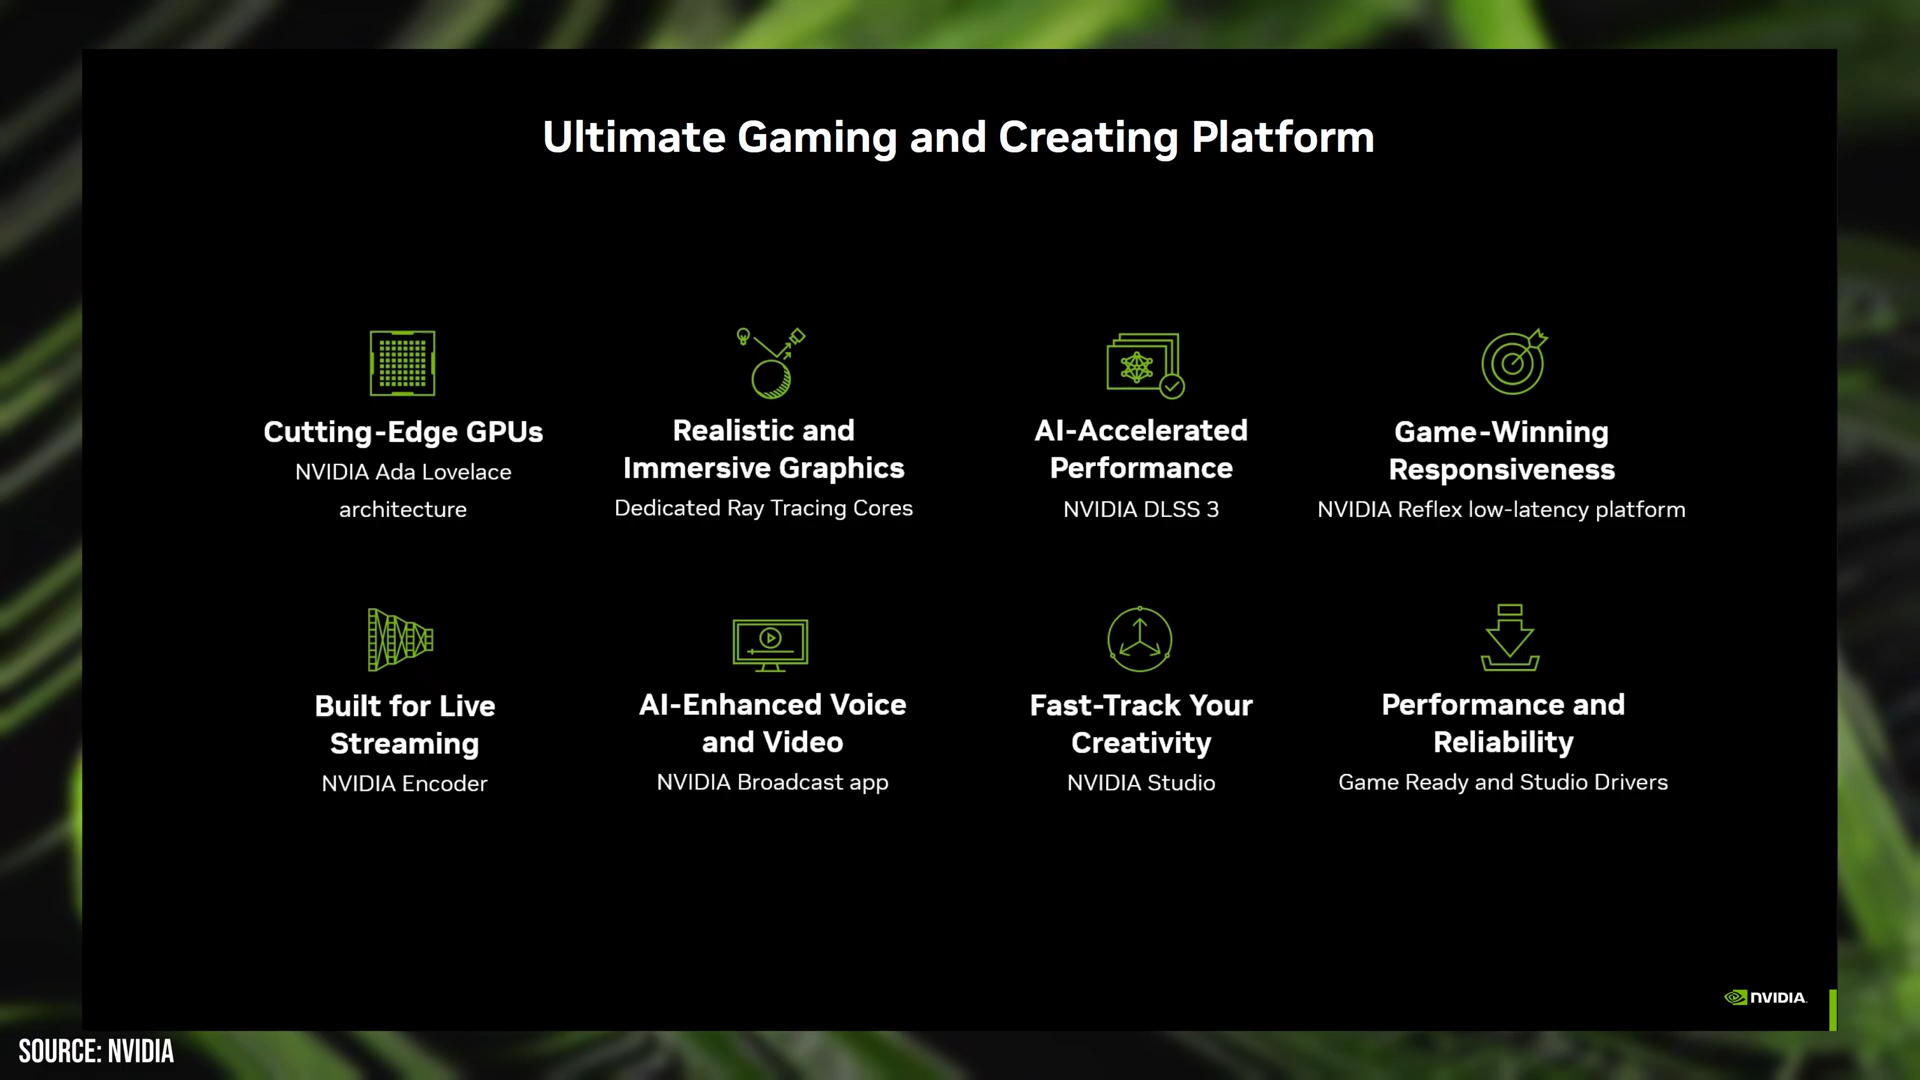 Ultimate Gaming and Creating Platform
Cutting-Edge GPUs
NVIDIA Ada Lovelace
architecture
Realistic and
Immersive Graphics
Dedicated Ray Tracing Cores
AI-Accelerated
Performance
NVIDIA DLSS 3
Game-Winning
Responsiveness
NVIDIA Reflex low-latency platform
Built for Live
Streaming
NVIDIA Encoder
AI-Enhanced Voice
and Video
NVIDIA Broadcast app
Fast-Track Your
Creativity
NVIDIA Studio
Performance and
Reliability
Game Ready and Studio Drivers
NVIDIA.
SOURCE: NVIDIA